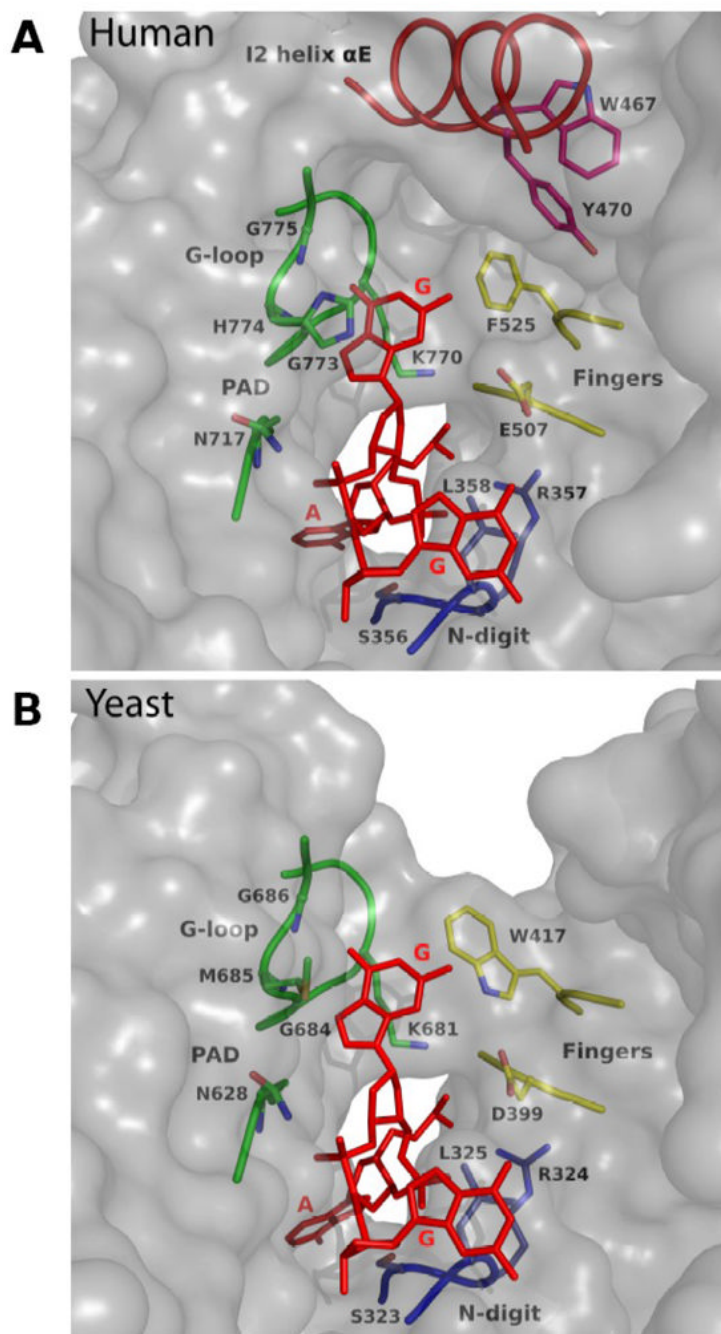 A Human
I2 helix αE
W467
Y470
G775
G-loop
G
H774
F525
G773
K770
PAD
Fingers
N717
E507
L358 R357
A
G
S356
N-digit
B Yeast
G686
W417
G-loop
G
M685
G684
K681
PAD
Fingers
N628
D399
L325
R324
A
G
S323
N-digit